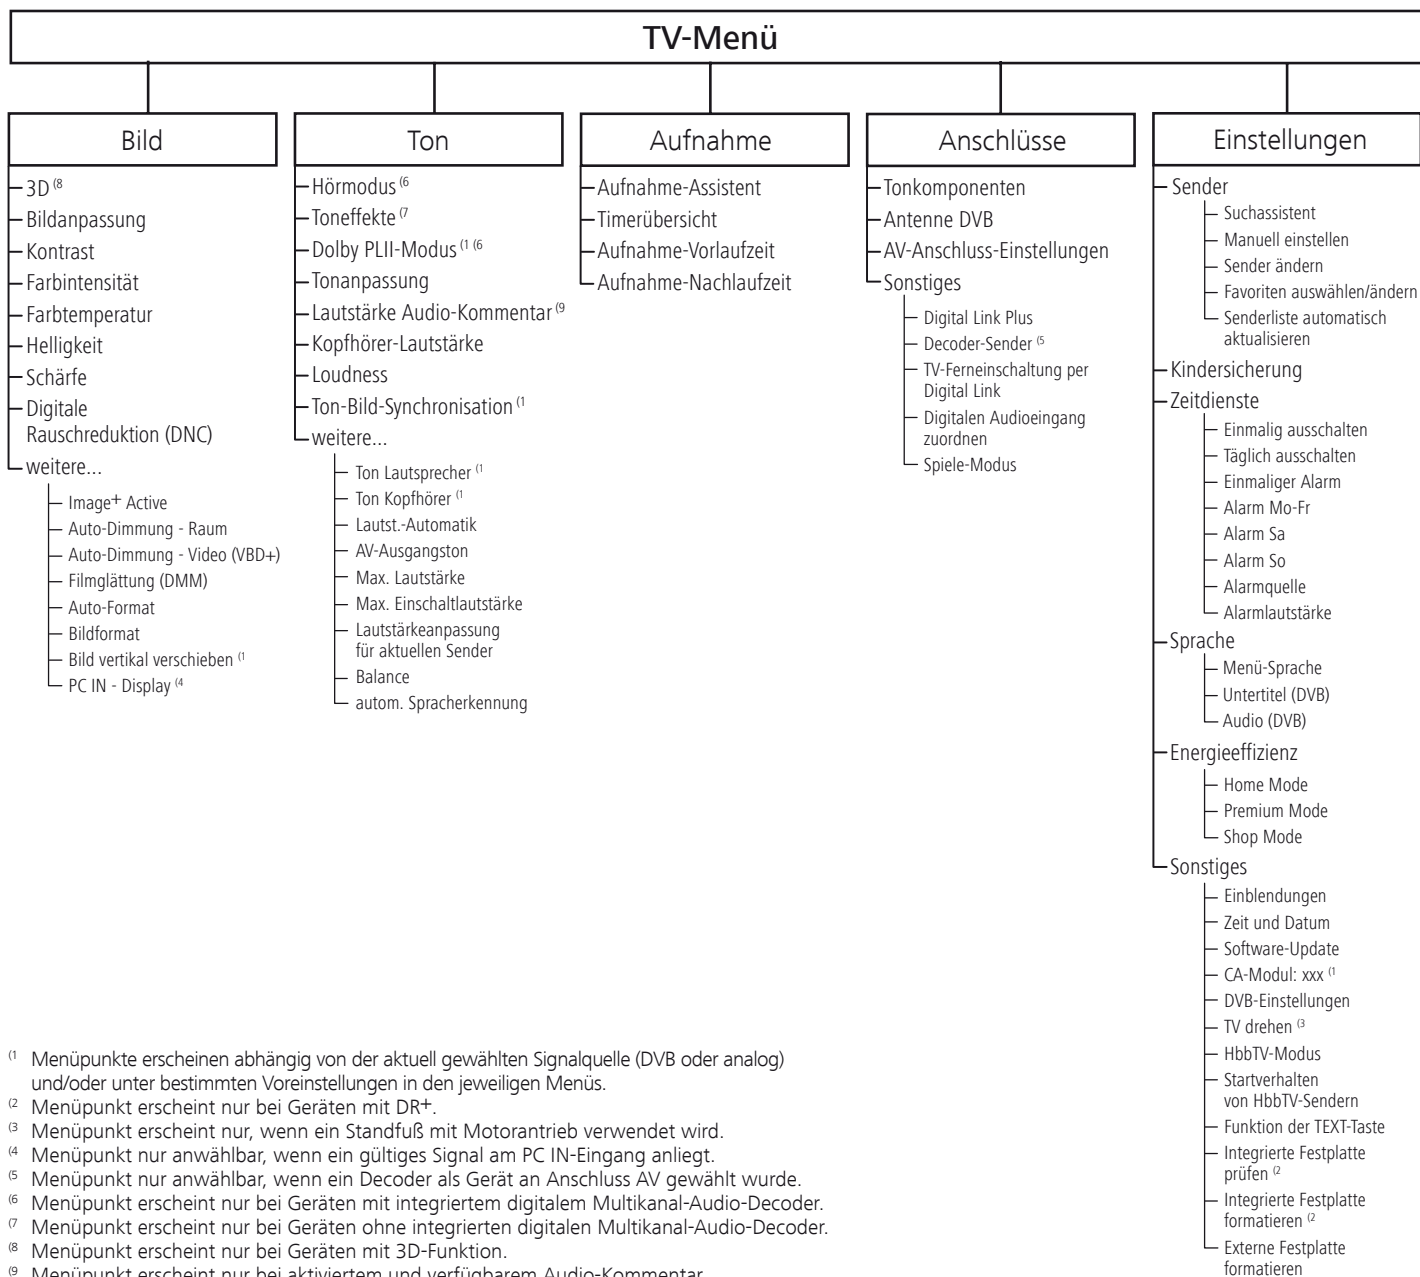 TV-Menü
Bild
3D (8
Bildanpassung
Kontrast
Farbintensität
Farbtemperatur
Helligkeit
Schärfe
Digitale
Rauschreduktion (DNC)
weitere...
Image+ Active
Auto-Dimmung - Raum
Auto-Dimmung - Video (VBD+)
Filmglättung (DMM)
Auto-Format
Bildformat
Bild vertikal verschieben (1
PC IN - Display (4
Ton
Hörmodus (6
Toneffekte (7
Dolby PLII-Modus (1 (6
Tonanpassung
Lautstärke Audio-Kommentar (9
Kopfhörer-Lautstärke
Loudness
Ton-Bild-Synchronisation (1
weitere...
Ton Lautsprecher (1
Ton Kopfhörer (1
Lautst.-Automatik
AV-Ausgangston
Max. Lautstärke
Max. Einschaltlautstärke
Lautstärkeanpassung
für aktuellen Sender
Balance
autom. Spracherkennung
Aufnahme
Aufnahme-Assistent
Timerübersicht
Aufnahme-Vorlaufzeit
Aufnahme-Nachlaufzeit
Anschlüsse
Tonkomponenten
Antenne DVB
AV-Anschluss-Einstellungen
Sonstiges
Digital Link Plus
Decoder-Sender (5
TV-Ferneinschaltung per
Digital Link
Digitalen Audioeingang
zuordnen
Spiele-Modus
Einstellungen
Sender
Suchassistent
Manuell einstellen
Sender ändern
Favoriten auswählen/ändern
Senderliste automatisch
aktualisieren
Kindersicherung
Zeitdienste
Einmalig ausschalten
Täglich ausschalten
Einmaliger Alarm
Alarm Mo-Fr
Alarm Sa
Alarm So
Alarmquelle
Alarmlautstärke
Sprache
Menü-Sprache
Untertitel (DVB)
Audio (DVB)
Energieeffizienz
Home Mode
Premium Mode
Shop Mode
Sonstiges
Einblendungen
Zeit und Datum
Software-Update
CA-Modul: xxx (1
DVB-Einstellungen
TV drehen (3
HbbTV-Modus
Startverhalten
von HbbTV-Sendern
Funktion der TEXT-Taste
Integrierte Festplatte
prüfen (2
Integrierte Festplatte
formatieren (2
Externe Festplatte
formatieren
(1 Menüpunkte erscheinen abhängig von der aktuell gewählten Signalquelle (DVB oder analog)
und/oder unter bestimmten Voreinstellungen in den jeweiligen Menüs.
(2 Menüpunkt erscheint nur bei Geräten mit DR+.
(3 Menüpunkt erscheint nur, wenn ein Standfuß mit Motorantrieb verwendet wird.
(4 Menüpunkt nur anwählbar, wenn ein gültiges Signal am PC IN-Eingang anliegt.
(5 Menüpunkt nur anwählbar, wenn ein Decoder als Gerät an Anschluss AV gewählt wurde.
(6 Menüpunkt erscheint nur bei Geräten mit integriertem digitalem Multikanal-Audio-Decoder.
(7 Menüpunkt erscheint nur bei Geräten ohne integrierten digitalen Multikanal-Audio-Decoder.
(8 Menüpunkt erscheint nur bei Geräten mit 3D-Funktion.
(9 Menüpunkt erscheint nur bei aktiviertem und verfügbarem Audio-Kommentar.